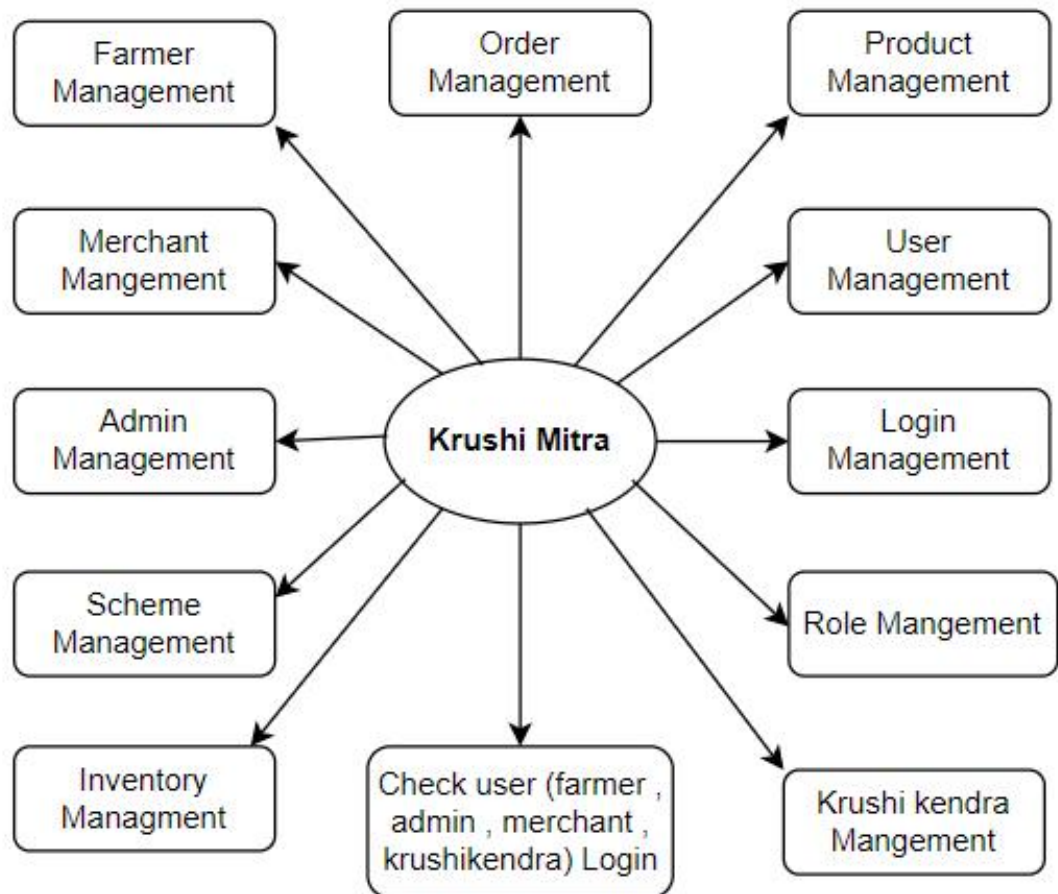 Farmer
Management
Order
Management
Product
Management
Merchant
Mangement
User
Management
Admin
Management
Krushi Mitra
Login
Management
Scheme
Management
Role Mangement
Inventory
Managment
Check user (farmer ,
admin , merchant ,
krushikendra) Login
Krushi kendra
Mangement